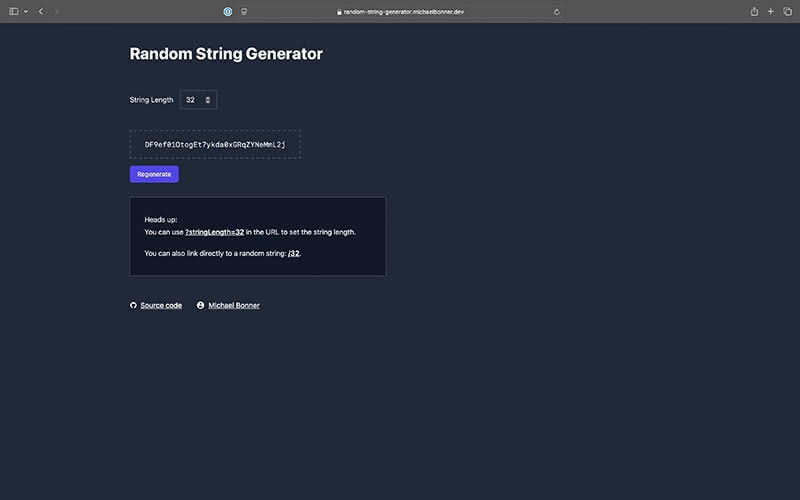 random-string-generator.michaelbonner.dev
Random String Generator
String Length 32
DF9ef01OtogEt7ykda0xGRqZYNeMmL2j
Regenerate
Heads up:
You can use ?stringLength=32 in the URL to set the string length.
You can also link directly to a random string: /32.
Source code Michael Bonner